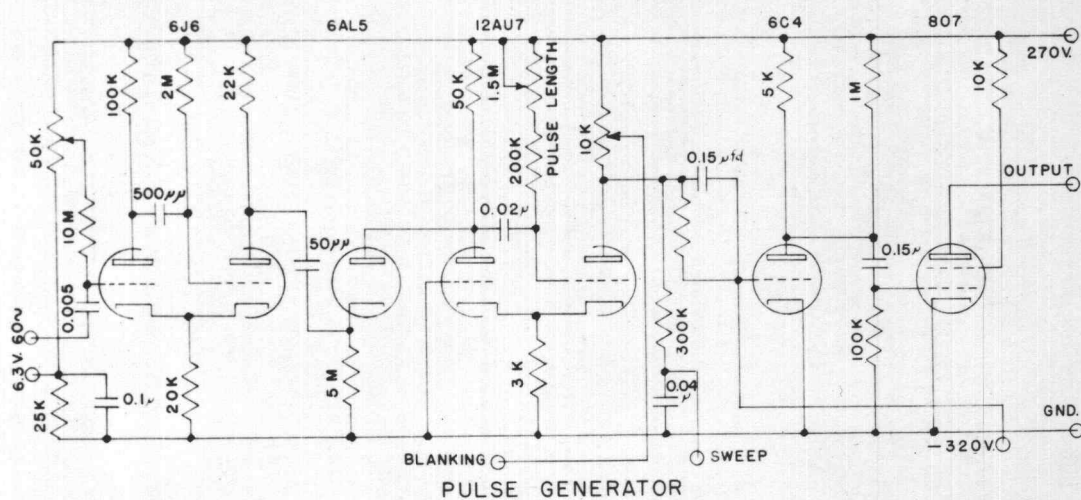 6J6
6AL5
12AU7
6C4
807
270V.
100K
2M
22K
50K
1.5M
PULSE LENGTH
5K
1M
10K
50K.
10M
500μμ
200K
10K
0.15μfd
OUTPUT
0.02μ
50μμ
0.15μ
0.005
60~
6.3V.
300K
100K
25K
0.1μ
20K
5M
3K
0.04
μ
GND.
-320V.
BLANKING
SWEEP
PULSE GENERATOR